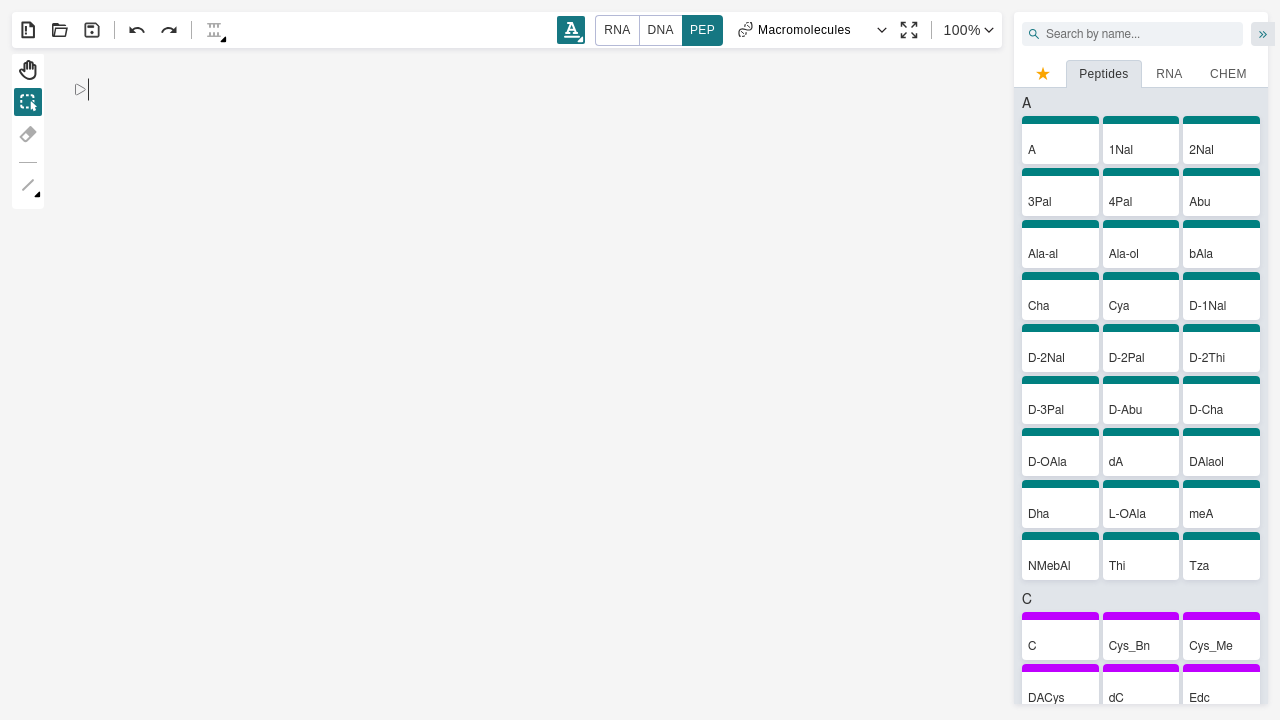 A RNA DNA PEP Macromolecules 100%
Search by name...
Peptides RNA CHEM
A
A 1Nal 2Nal
3Pal 4Pal Abu
Ala-al Ala-ol bAla
Cha Cya D-1Nal
D-2Nal D-2Pal D-2Thi
D-3Pal D-Abu D-Cha
D-OAla dA DAlaol
Dha L-OAla meA
NMebAl Thi Tza
C
C Cys_Bn Cys_Me
DACys dC Edc